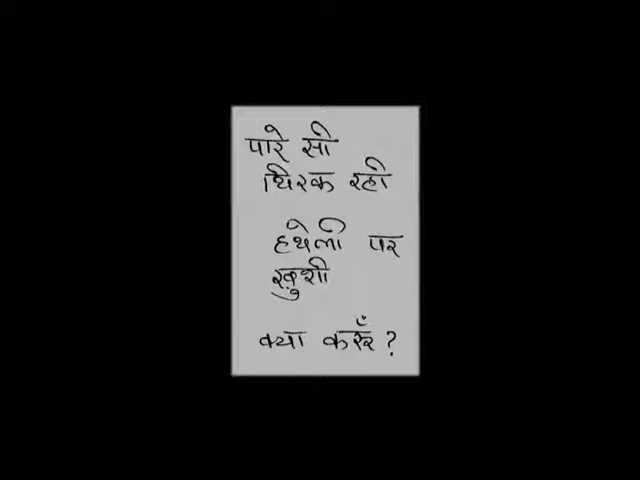 पारे सी
थिरक रही
हथेली पर
ख़ुशी
क्या करूँ?